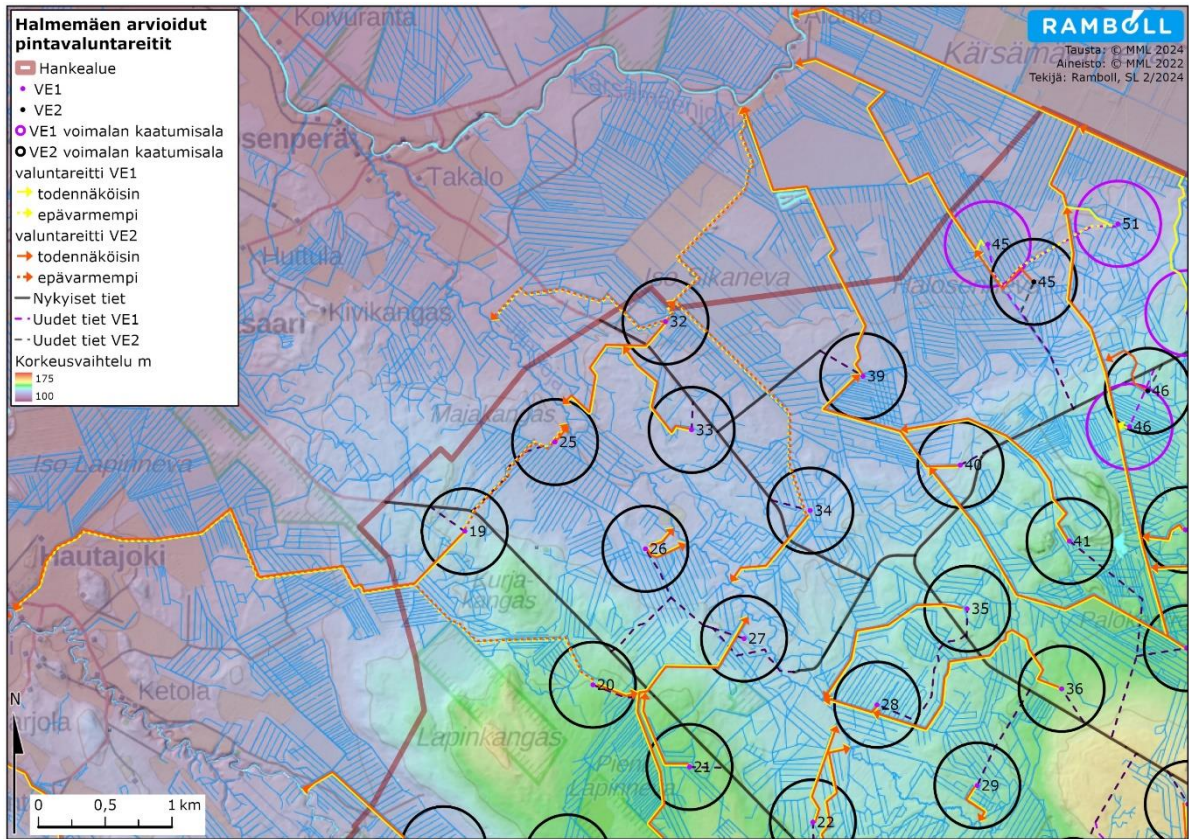 Halmemäen arvioidut
pintavaluntareitit
Hankealue
VE1
VE2
VE1 voimalan kaatumisala
VE2 voimalan kaatumisala
valuntareitti VE1
todennäköisin
epävarmempi
valuntareitti VE2
todennäköisin
epävarmempi
Nykyiset tiet
Uudet tiet VE1
Uudet tiet VE2
Korkeusvaihtelu m
175
100
RAMBOLL
Tausta: © MML 2024
Aineisto: © MML 2022
Tekijä: Ramboll, SL 2/2024
Koivuranta
Takalo
Huttula
Kivikangas
saari
Majakangas
Iso Lapinneva
Hautajoki
Kurja-
kangas
Lapinkangas
Ketola
51
45
45
32
39
46
46
33
25
40
34
19
41
26
35
27
20
36
28
21
29
22
N
0 0,5 1 km